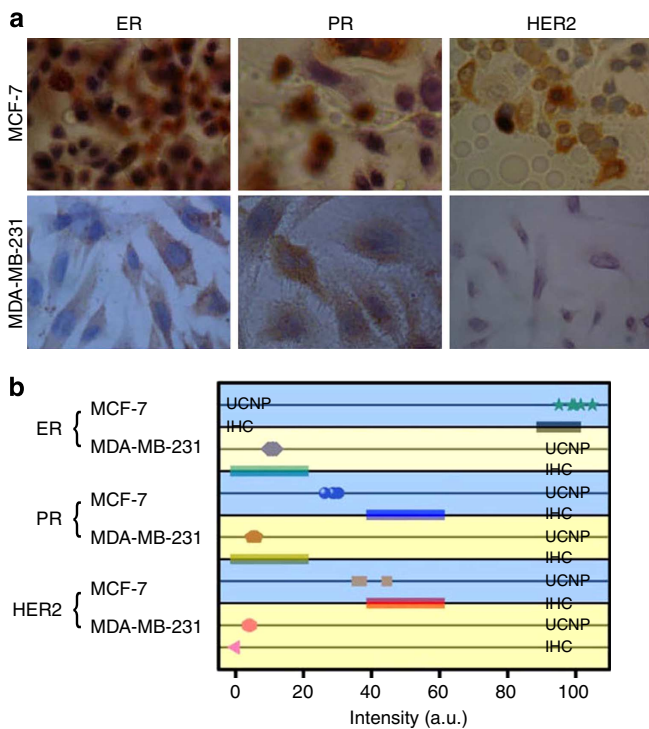 a
ER PR HER2
MCF-7
MDA-MB-231
b
ER { MCF-7
UCNP
IHC
MDA-MB-231
UCNP
IHC
PR { MCF-7
UCNP
IHC
MDA-MB-231
UCNP
IHC
HER2 { MCF-7
UCNP
IHC
MDA-MB-231
UCNP
IHC
0 20 40 60 80 100
Intensity (a.u.)